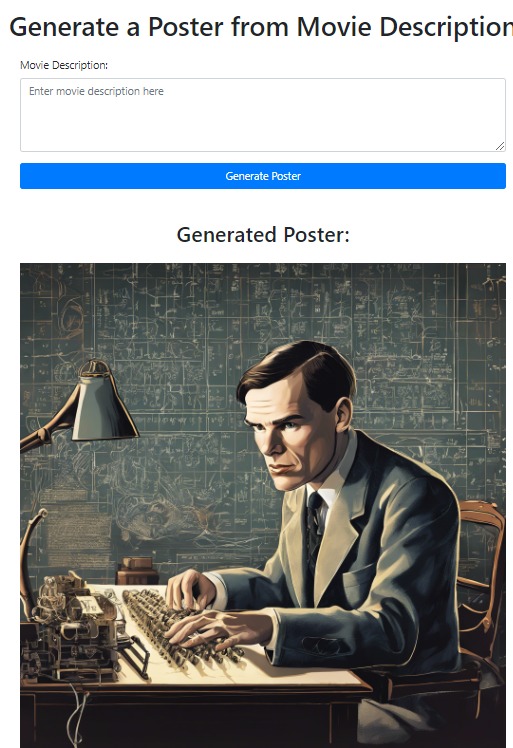 Generate a Poster from Movie Description
Movie Description:
Enter movie description here
Generate Poster
Generated Poster: